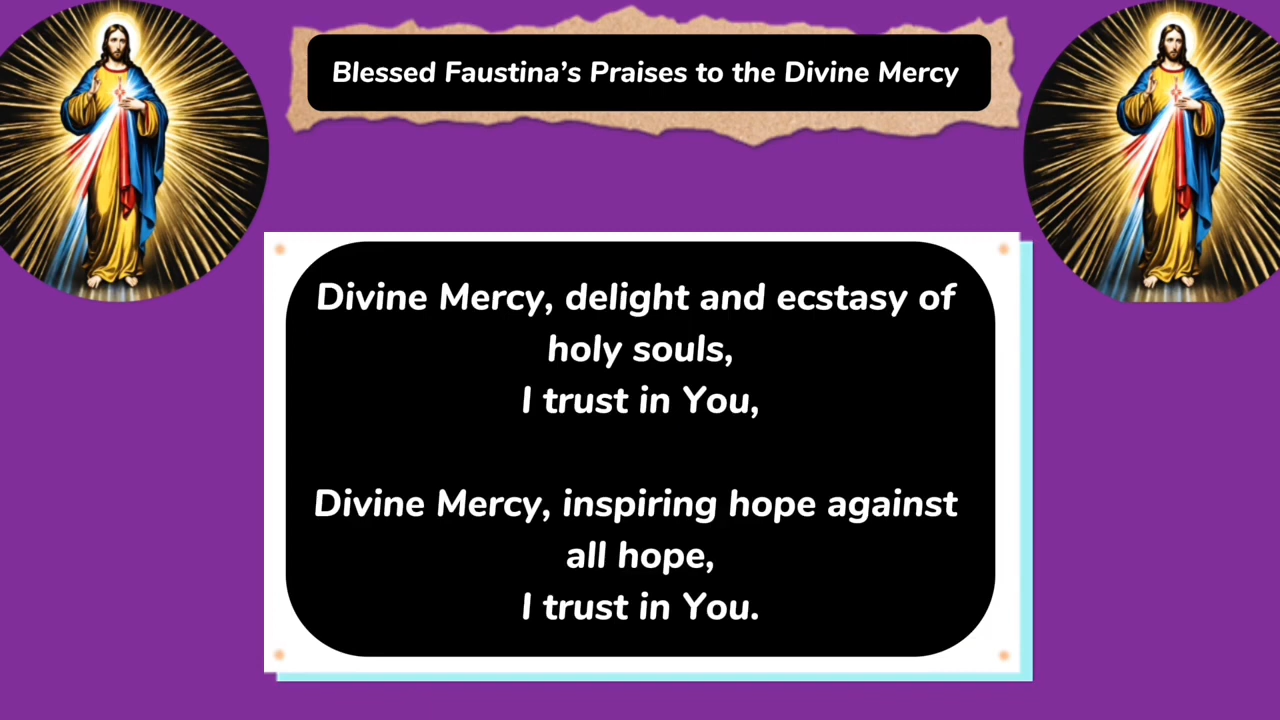 Blessed Faustina’s Praises to the Divine Mercy
Divine Mercy, delight and ecstasy of
holy souls,
I trust in You,
Divine Mercy, inspiring hope against
all hope,
I trust in You.